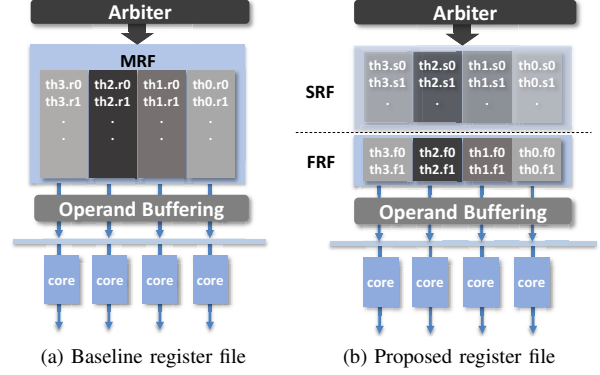 Arbiter
MRF
th3.r0 th2.r0 th1.r0 th0.r0
th3.r1 th2.r1 th1.r1 th0.r1
. . . .
. . . .
Operand Buffering
core core core core
(a) Baseline register file
Arbiter
SRF
th3.s0 th2.s0 th1.s0 th0.s0
th3.s1 th2.s1 th1.s1 th0.s1
. . . .
FRF
th3.f0 th2.f0 th1.f0 th0.f0
th3.f1 th2.f1 th1.f1 th0.f1
Operand Buffering
core core core core
(b) Proposed register file